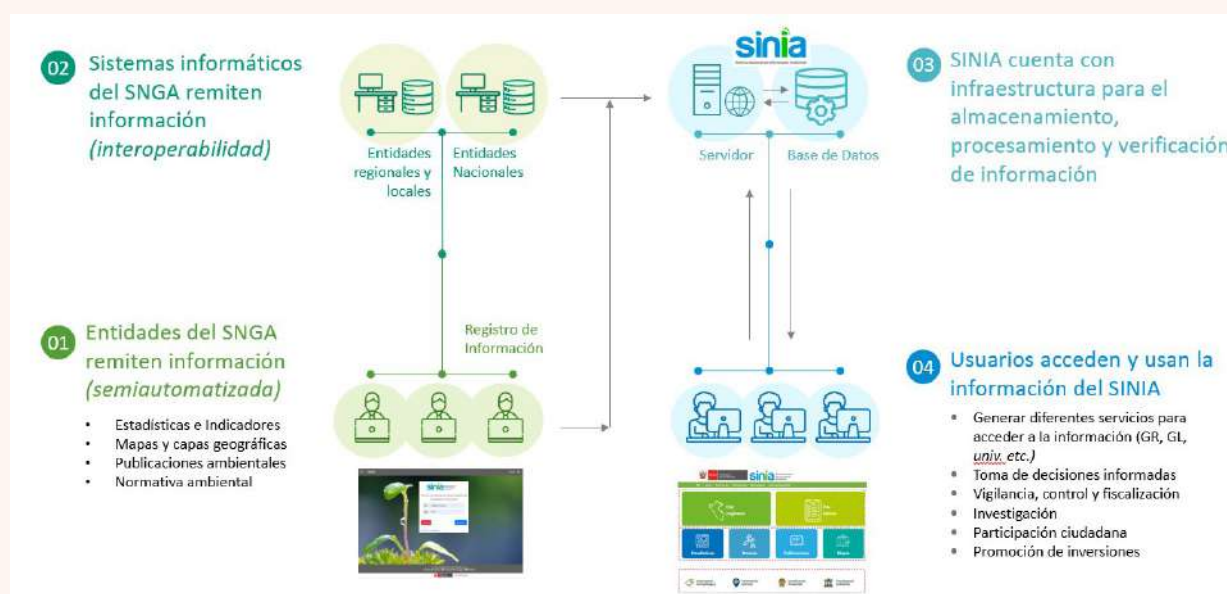 02
Sistemas informáticos
del SNGA remiten
información
(interoperabilidad)
Entidades
regionales y
locales
Entidades
Nacionales
sinia
Servidor
Base de Datos
03
SINIA cuenta con
infraestructura para el
almacenamiento,
procesamiento y verificación
de información
01
Entidades del SNGA
remiten información
(semiautomatizada)
• Estadísticas e Indicadores
• Mapas y capas geográficas
• Publicaciones ambientales
• Normativa ambiental
Registro de
Información
sinia
sinia
04
Usuarios acceden y usan la
información del SINIA
• Generar diferentes servicios para
acceder a la información (GR, GL,
univ. etc.)
• Toma de decisiones informadas
• Vigilancia, control y fiscalización
• Investigación
• Participación ciudadana
• Promoción de inversiones